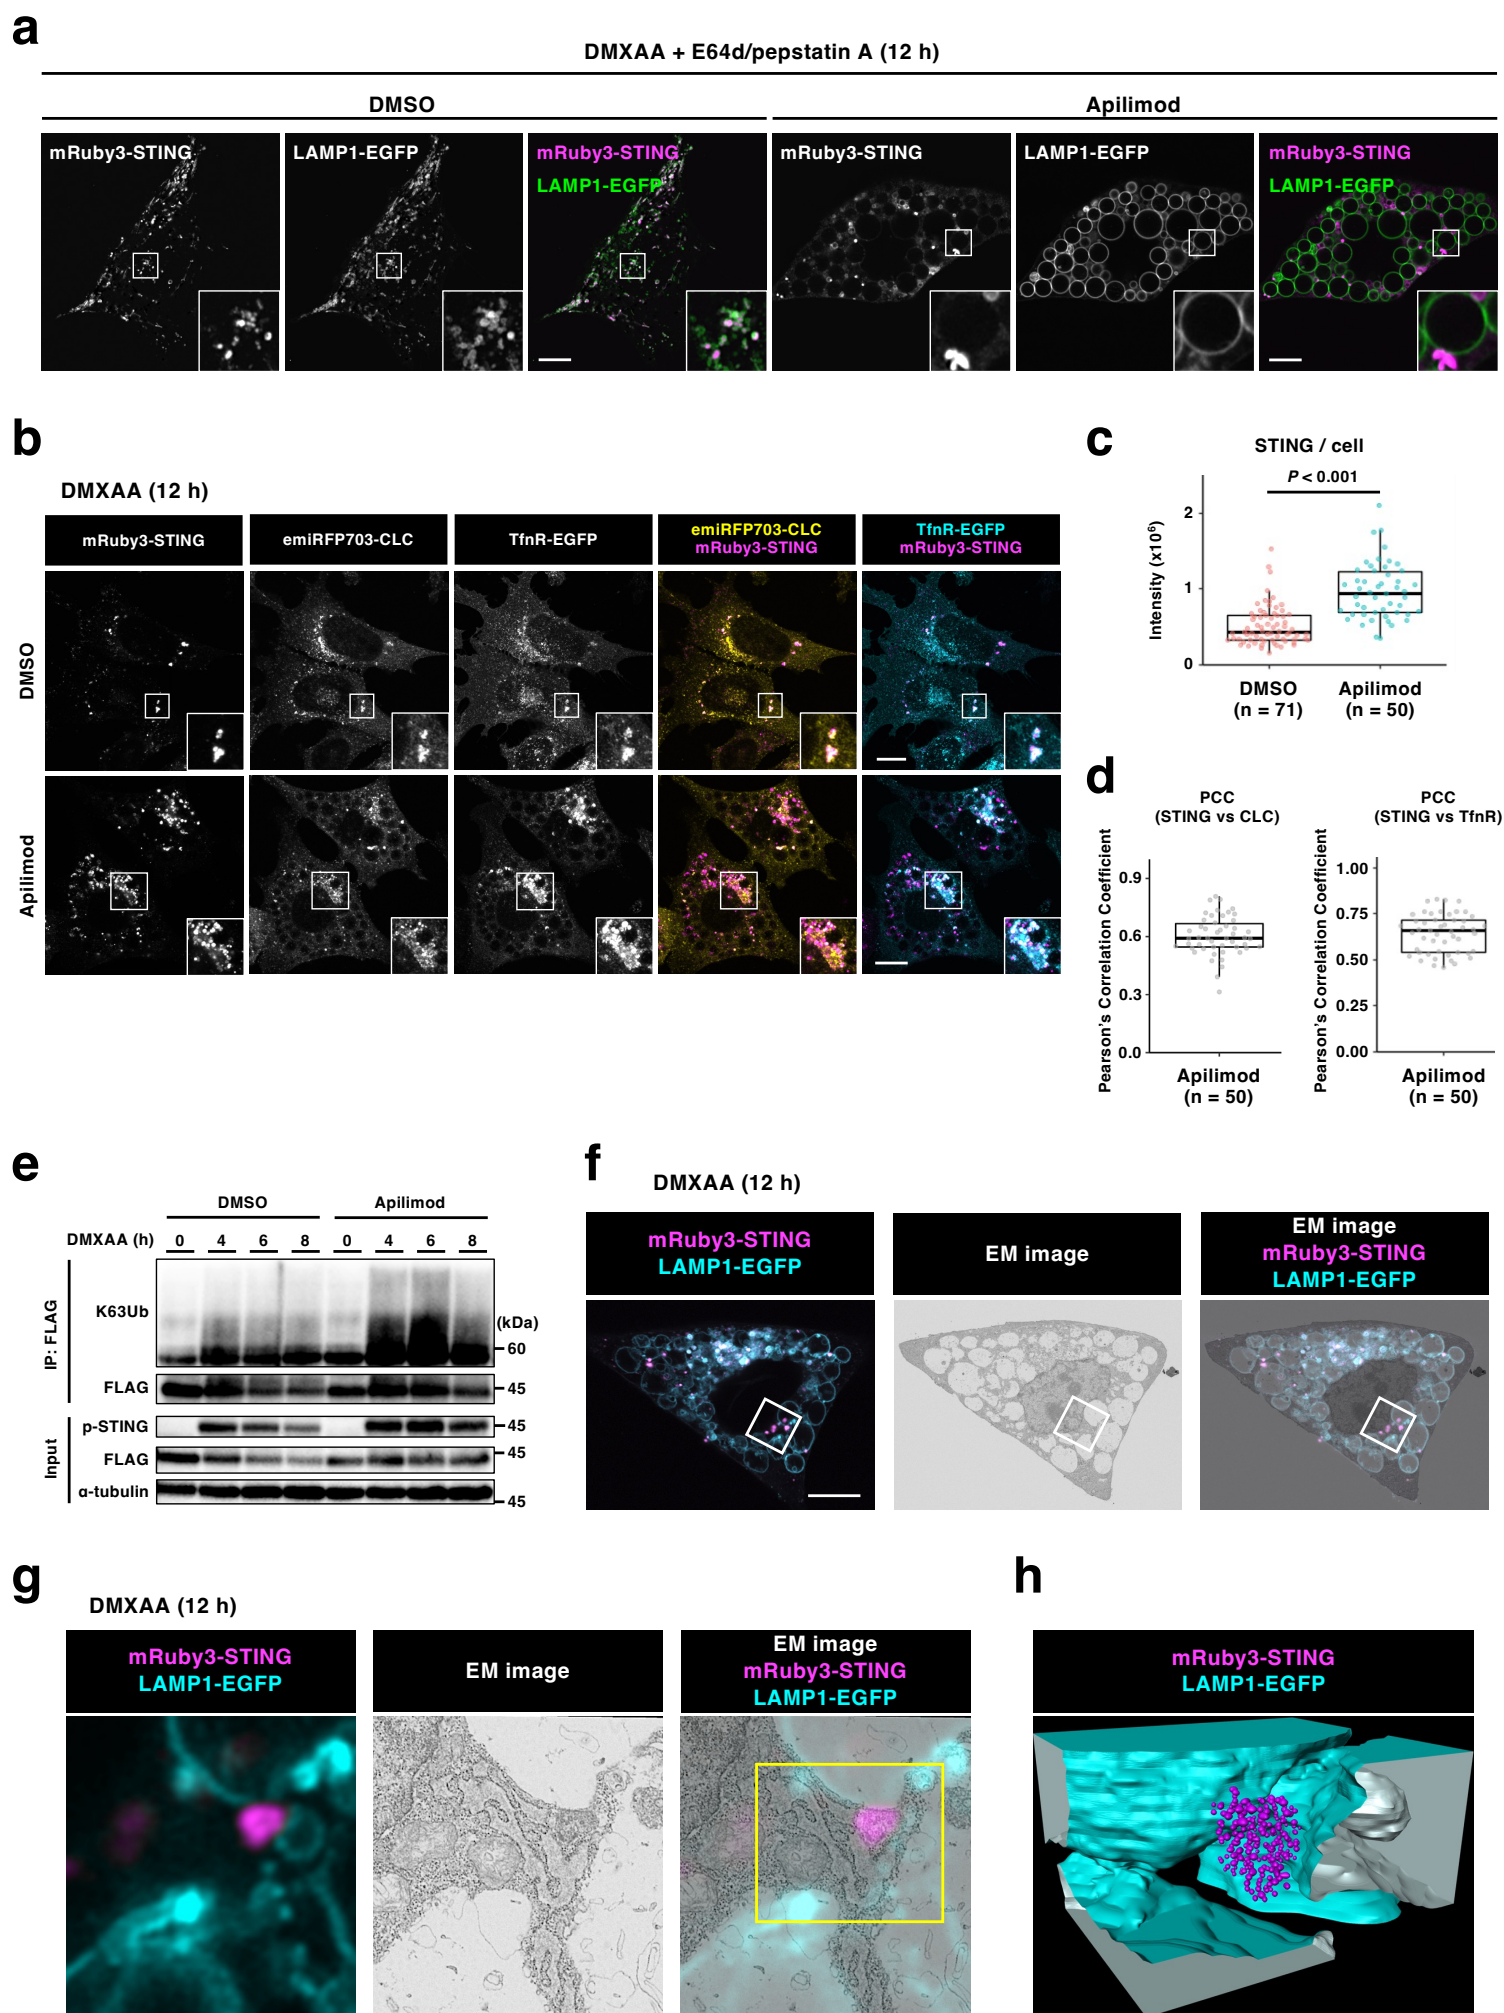 a
DMXAA + E64d/pepstatin A (12 h)
DMSO
Apilimod
mRuby3-STING
LAMP1-EGFP
mRuby3-STING
LAMP1-EGFP
mRuby3-STING
LAMP1-EGFP
mRuby3-STING
LAMP1-EGFP
b
DMXAA (12 h)
mRuby3-STING
emiRFP703-CLC
TfnR-EGFP
emiRFP703-CLC
mRuby3-STING
TfnR-EGFP
mRuby3-STING
DMSO
Apilimod
c
STING / cell
P < 0.001
Intensity (x10⁶)
2
1
0
DMSO
(n = 71)
Apilimod
(n = 50)
d
PCC
(STING vs CLC)
Pearson's Correlation Coefficient
0.9
0.6
0.3
0.0
Apilimod
(n = 50)
PCC
(STING vs TfnR)
Pearson's Correlation Coefficient
1.00
0.75
0.50
0.25
0.00
Apilimod
(n = 50)
e
DMSO
Apilimod
DMXAA (h)
0 4 6 8 0 4 6 8
IP: FLAG
K63Ub
(kDa)
60
FLAG
45
Input
p-STING
45
FLAG
45
α-tubulin
45
f
DMXAA (12 h)
mRuby3-STING
LAMP1-EGFP
EM image
EM image
mRuby3-STING
LAMP1-EGFP
g
DMXAA (12 h)
mRuby3-STING
LAMP1-EGFP
EM image
EM image
mRuby3-STING
LAMP1-EGFP
h
mRuby3-STING
LAMP1-EGFP